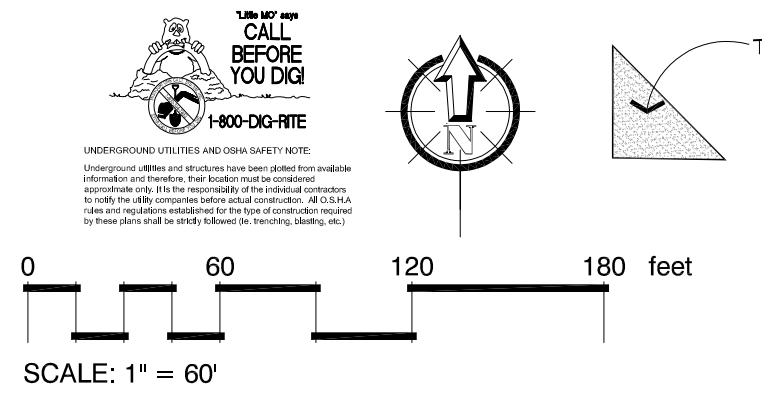 "Little MO" says
CALL
BEFORE
YOU DIG!
1-800-DIG-RITE
UNDERGROUND UTILITIES AND OSHA SAFETY NOTE:
Underground utilities and structures have been plotted from available
information and therefore, their location must be considered
approximate only. It is the responsibility of the individual contractors
to notify the utility companies before actual construction. All O.S.H.A
rules and regulations established for the type of construction required
by these plans shall be strictly followed (ie. trenching, blasting, etc.)
N
T
0 60 120 180 feet
SCALE: 1" = 60'